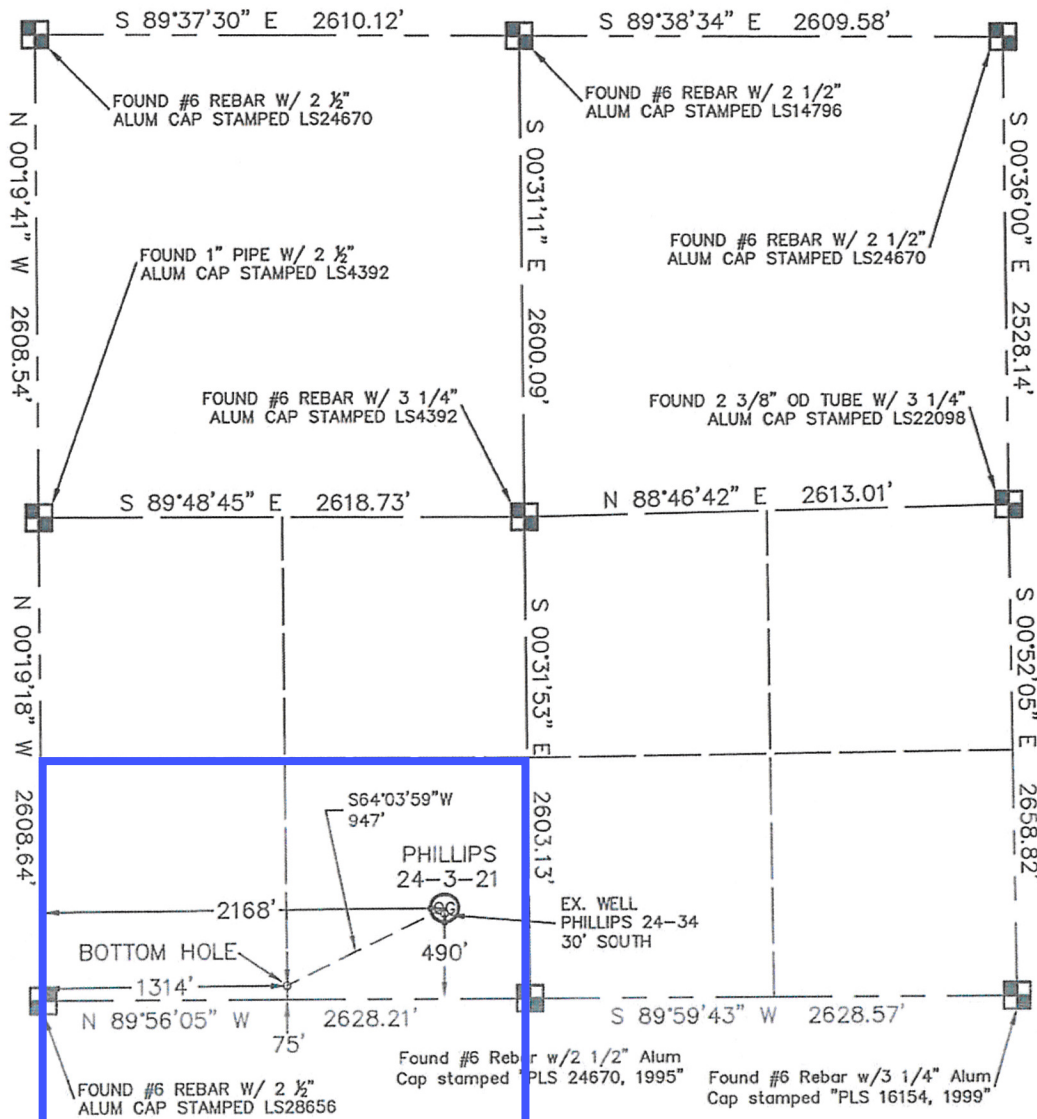 S 89°37'30" E 2610.12'
S 89°38'34" E 2609.58'
FOUND #6 REBAR W/ 2 ½"
ALUM CAP STAMPED LS24670
FOUND #6 REBAR W/ 2 1/2"
ALUM CAP STAMPED LS14796
N 00°19'41" W 2608.54'
S 00°31'11" E 2600.09'
S 00°36'00" E 2528.14'
FOUND 1" PIPE W/ 2 ½"
ALUM CAP STAMPED LS4392
FOUND #6 REBAR W/ 2 1/2"
ALUM CAP STAMPED LS24670
FOUND #6 REBAR W/ 3 1/4"
ALUM CAP STAMPED LS4392
FOUND 2 3/8" OD TUBE W/ 3 1/4"
ALUM CAP STAMPED LS22098
S 89°48'45" E 2618.73'
N 88°46'42" E 2613.01'
N 00°19'18" W 2608.64'
S 00°31'53" E 2603.13'
S 00°52'05" E 2658.82'
S64°03'59"W
947'
PHILLIPS
24-3-21
2168'
EX. WELL
PHILLIPS 24-34
30' SOUTH
490'
BOTTOM HOLE
1314'
N 89°56'05" W 2628.21'
S 89°59'43" W 2628.57'
75'
Found #6 Rebar w/2 1/2" Alum
Cap stamped "PLS 24670, 1995"
Found #6 Rebar w/3 1/4" Alum
Cap stamped "PLS 16154, 1999"
FOUND #6 REBAR W/ 2 ½"
ALUM CAP STAMPED LS28656